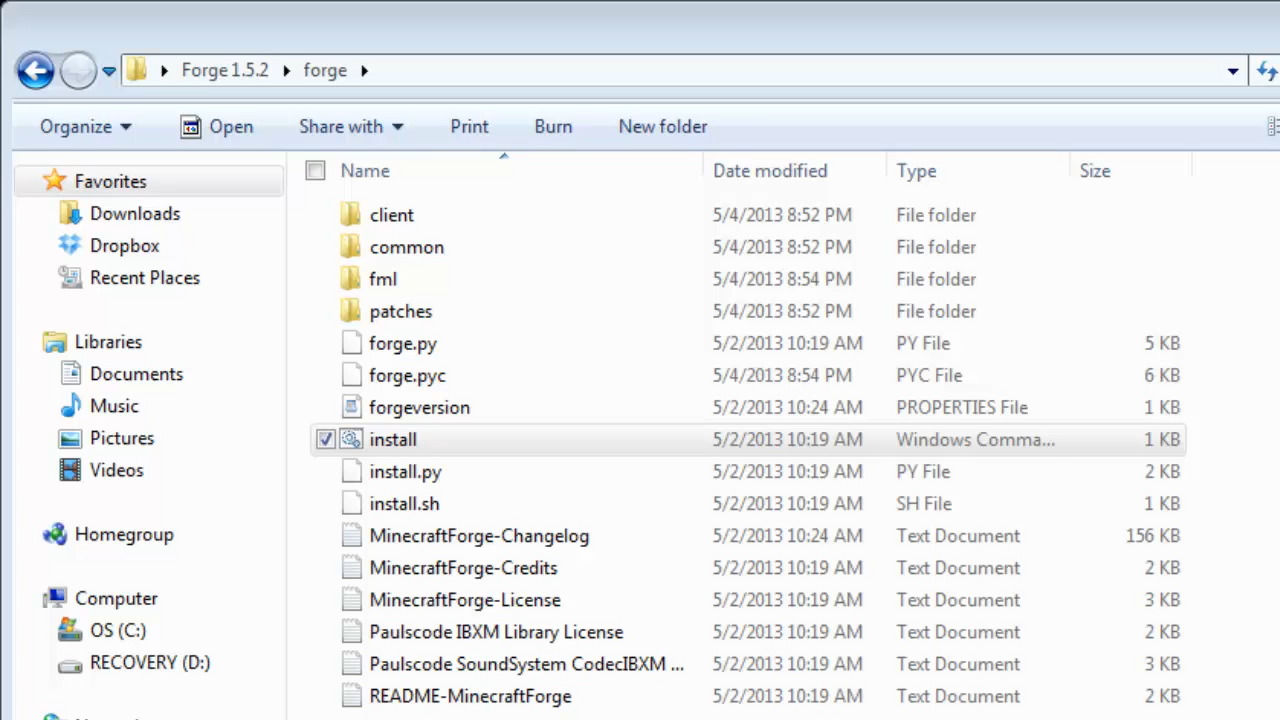 Forge 1.5.2 forge
Organize Open Share with Print Burn New folder
Name Date modified Type Size
Favorites
Downloads
Dropbox
Recent Places
Libraries
Documents
Music
Pictures
Videos
Homegroup
Computer
OS (C:)
RECOVERY (D:)
client 5/4/2013 8:52 PM File folder
common 5/4/2013 8:52 PM File folder
fml 5/4/2013 8:54 PM File folder
patches 5/4/2013 8:52 PM File folder
forge.py 5/2/2013 10:19 AM PY File 5 KB
forge.pyc 5/4/2013 8:54 PM PYC File 6 KB
forgeversion 5/2/2013 10:24 AM PROPERTIES File 1 KB
install 5/2/2013 10:19 AM Windows Comma... 1 KB
install.py 5/2/2013 10:19 AM PY File 2 KB
install.sh 5/2/2013 10:19 AM SH File 1 KB
MinecraftForge-Changelog 5/2/2013 10:24 AM Text Document 156 KB
MinecraftForge-Credits 5/2/2013 10:19 AM Text Document 2 KB
MinecraftForge-License 5/2/2013 10:19 AM Text Document 3 KB
Paulscode IBXM Library License 5/2/2013 10:19 AM Text Document 2 KB
Paulscode SoundSystem CodecIBXM ... 5/2/2013 10:19 AM Text Document 3 KB
README-MinecraftForge 5/2/2013 10:19 AM Text Document 2 KB